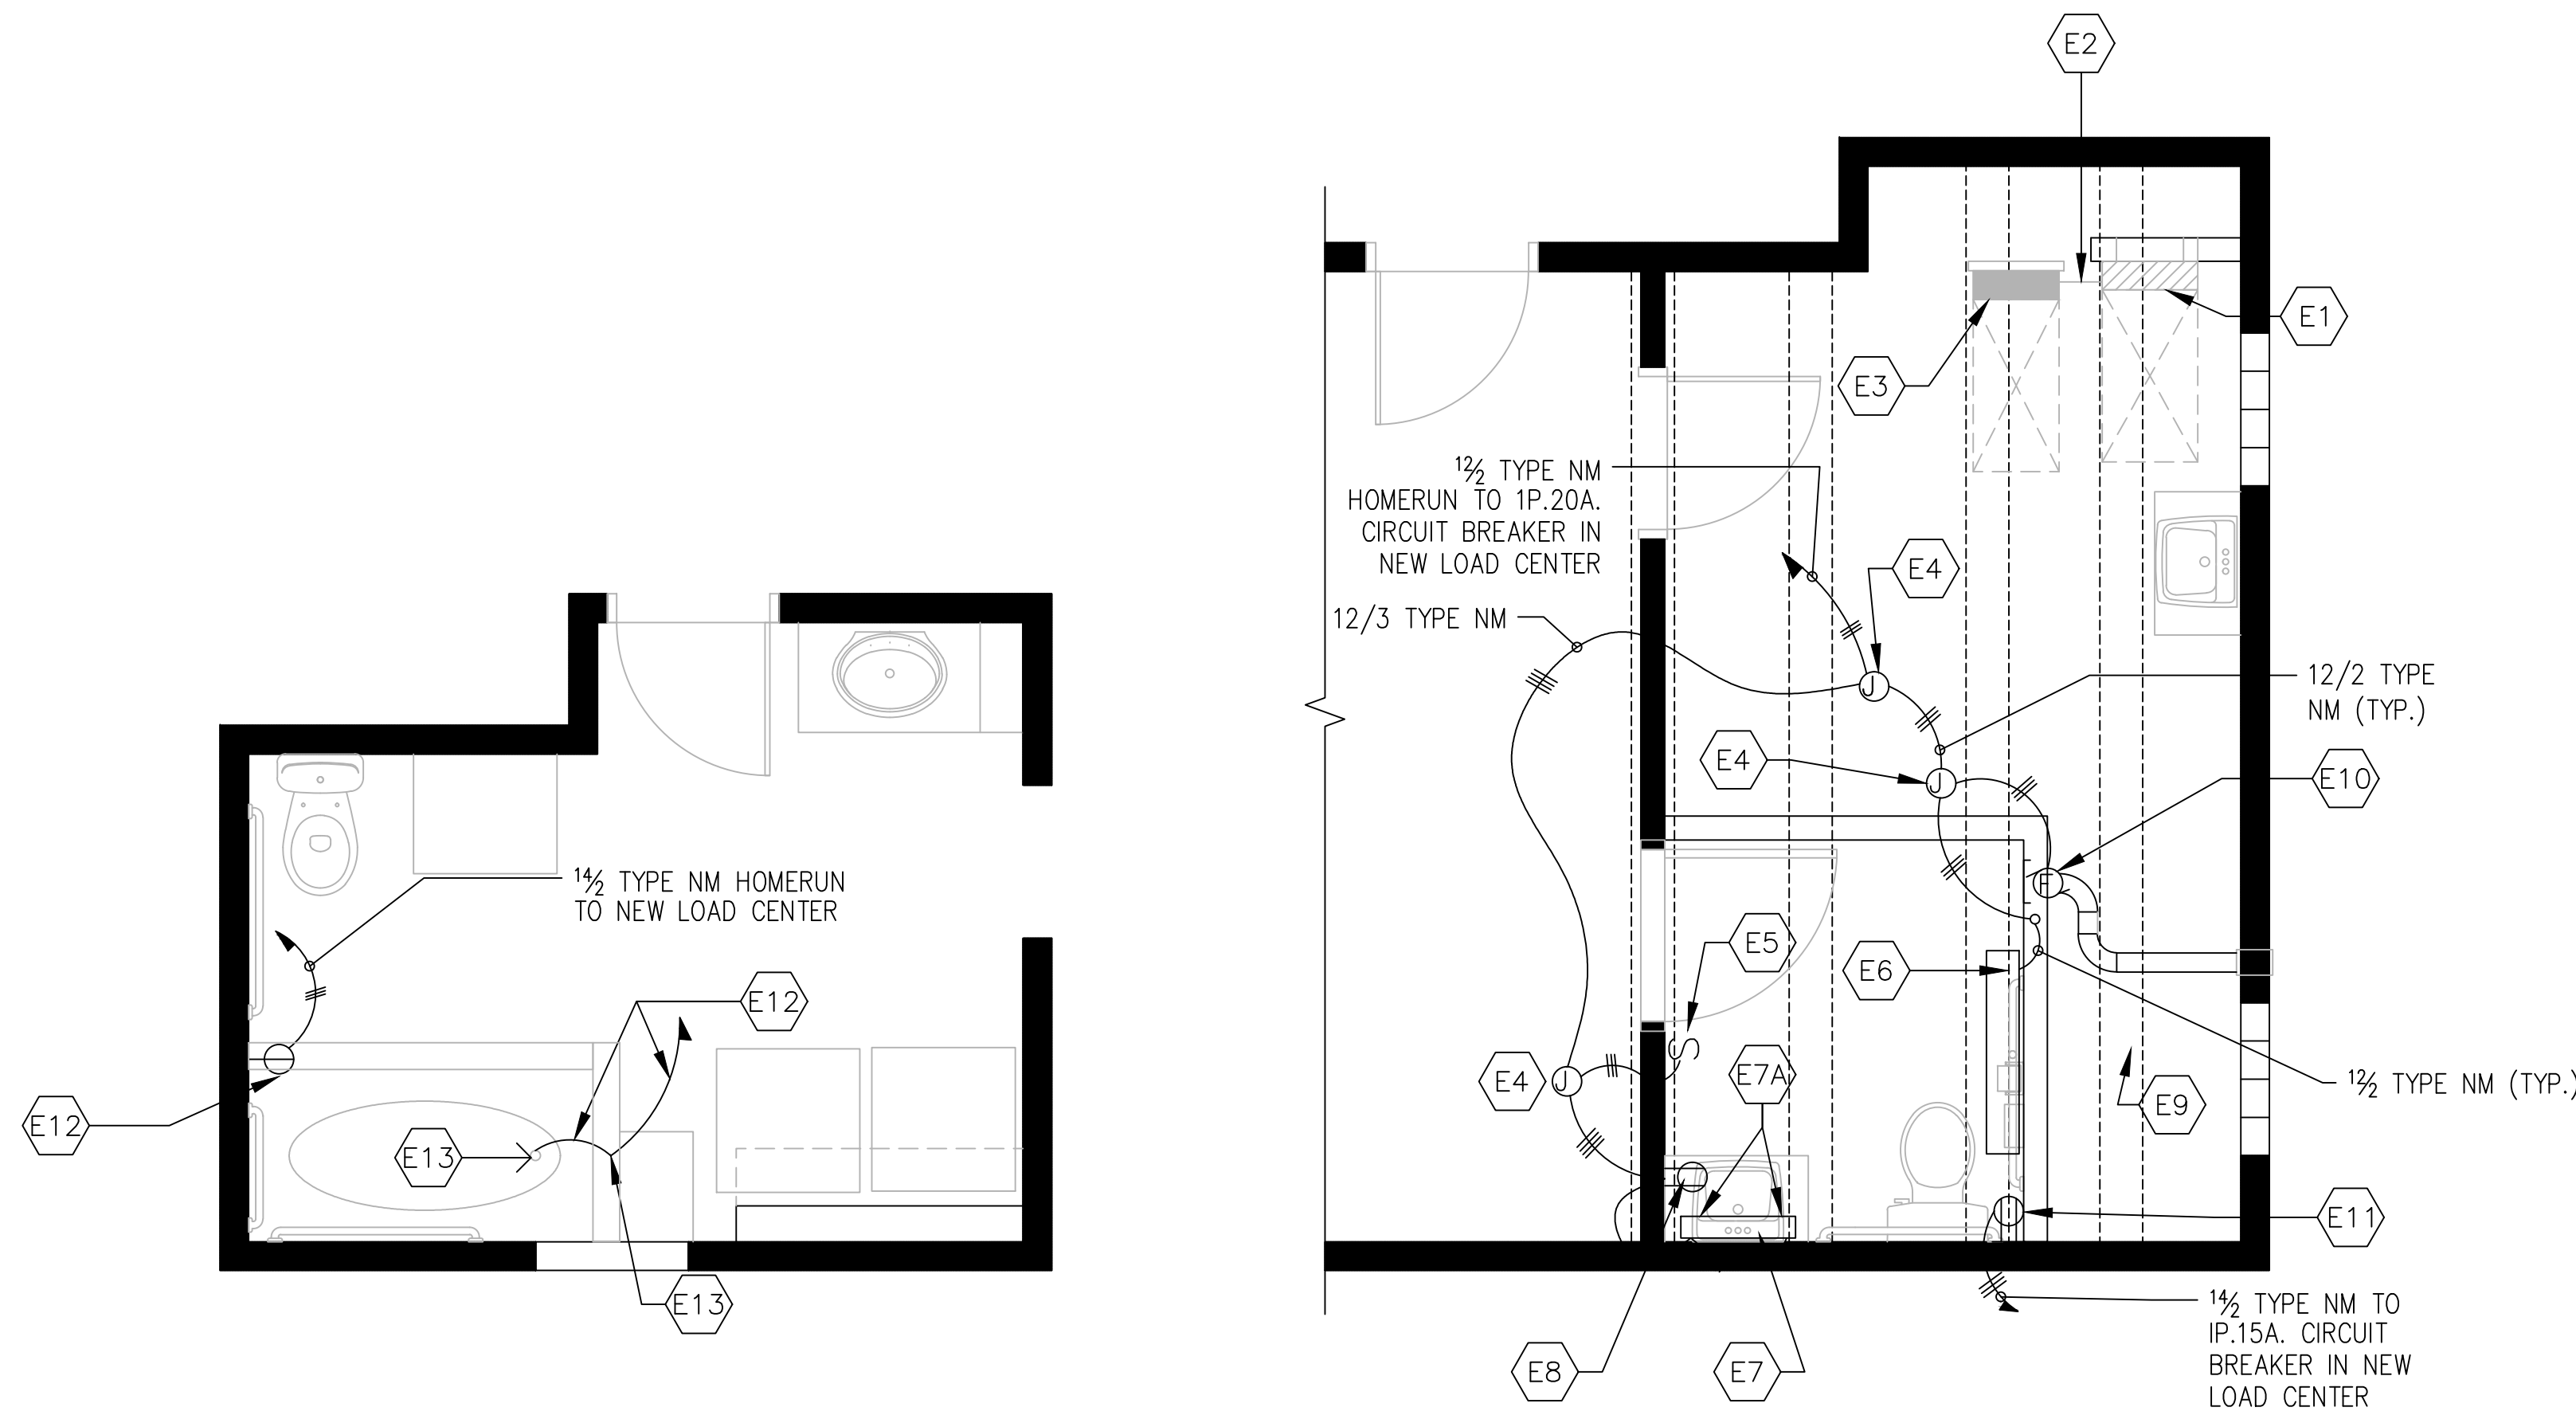 E2
E1
E3
12/2 TYPE NM
HOMERUN TO 1P.20A.
CIRCUIT BREAKER IN
NEW LOAD CENTER
E4
12/3 TYPE NM
J
12/2 TYPE
NM (TYP.)
E4
J
E10
F
14/2 TYPE NM HOMERUN
TO NEW LOAD CENTER
E5
E6
E12
S
E4
J
E7A
12/2 TYPE NM (TYP.)
E9
E12
E13
E11
E13
14/2 TYPE NM TO
IP.15A. CIRCUIT
BREAKER IN NEW
LOAD CENTER
E8
E7